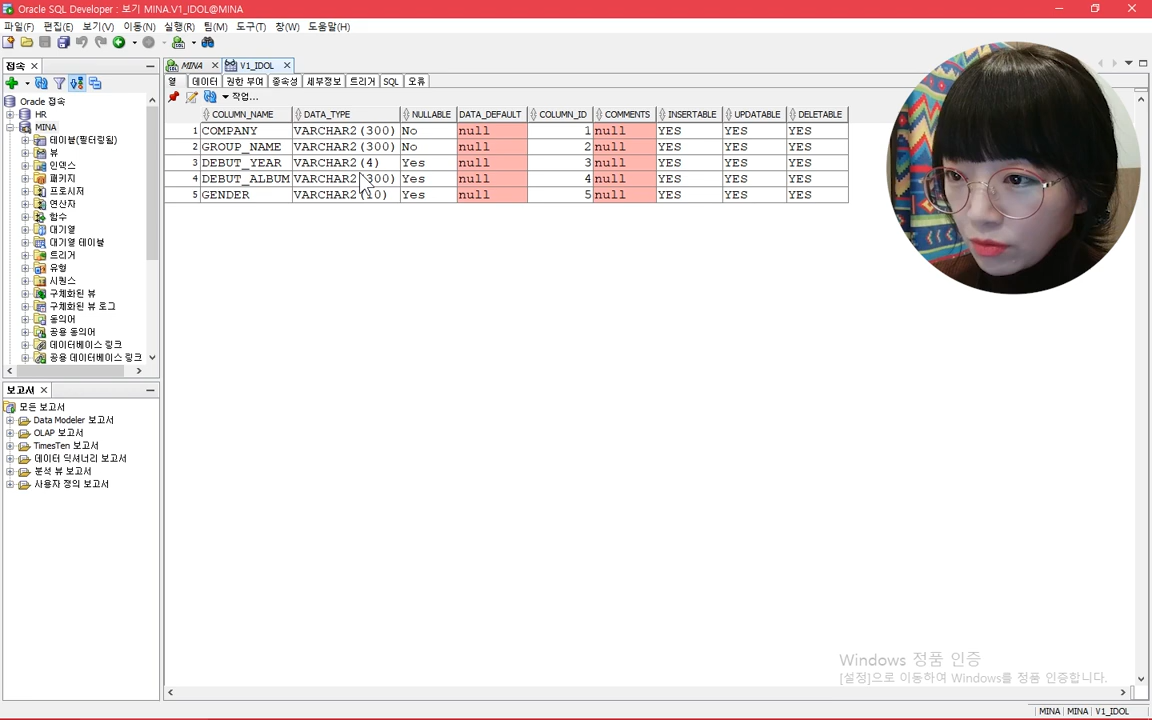 Oracle SQL Developer : 보기 MINA.V1_IDOL@MINA
파일(F) 편집(E) 보기(V) 이동(N) 실행(R) 팀(M) 도구(T) 창(W) 도움말(H)
접속
MINA V1_IDOL
열 데이터 권한 부여 종속성 세부정보 트리거 SQL 오류
작업...
COLUMN_NAME DATA_TYPE NULLABLE DATA_DEFAULT COLUMN_ID COMMENTS INSERTABLE UPDATABLE DELETABLE
1 COMPANY VARCHAR2(300) No null 1 null YES YES YES
2 GROUP_NAME VARCHAR2(300) No null 2 null YES YES YES
3 DEBUT_YEAR VARCHAR2(4) Yes null 3 null YES YES YES
4 DEBUT_ALBUM VARCHAR2(300) Yes null 4 null YES YES YES
5 GENDER VARCHAR2(10) Yes null 5 null YES YES YES
Oracle 접속
HR
MINA
테이블(필터링됨)
뷰
인덱스
패키지
프로시저
연산자
함수
대기열
대기열 테이블
트리거
유형
시퀀스
구체화된 뷰
구체화된 뷰 로그
동의어
공용 동의어
데이터베이스 링크
공용 데이터베이스 링크
보고서
모든 보고서
Data Modeler 보고서
OLAP 보고서
TimesTen 보고서
데이터 딕셔너리 보고서
분석 뷰 보고서
사용자 정의 보고서
Windows 정품 인증
[설정]으로 이동하여 Windows를 정품 인증합니다.
MINA MINA V1_IDOL